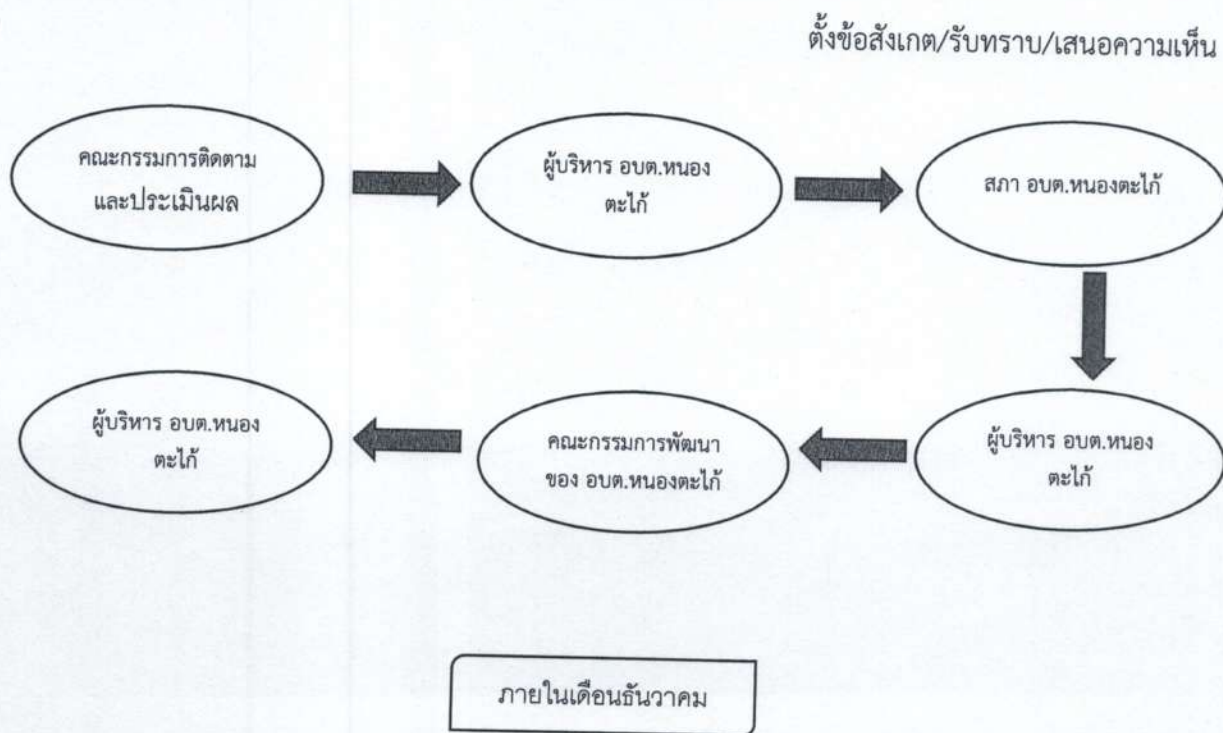 ตั้งข้อสังเกต/รับทราบ/เสนอความเห็น
คณะกรรมการติดตาม
และประเมินผล
ผู้บริหาร อบต.หนอง
ตะไก้
สภา อบต.หนองตะไก้
ผู้บริหาร อบต.หนอง
ตะไก้
คณะกรรมการพัฒนา
ของ อบต.หนองตะไก้
ผู้บริหาร อบต.หนอง
ตะไก้
ภายในเดือนธันวาคม